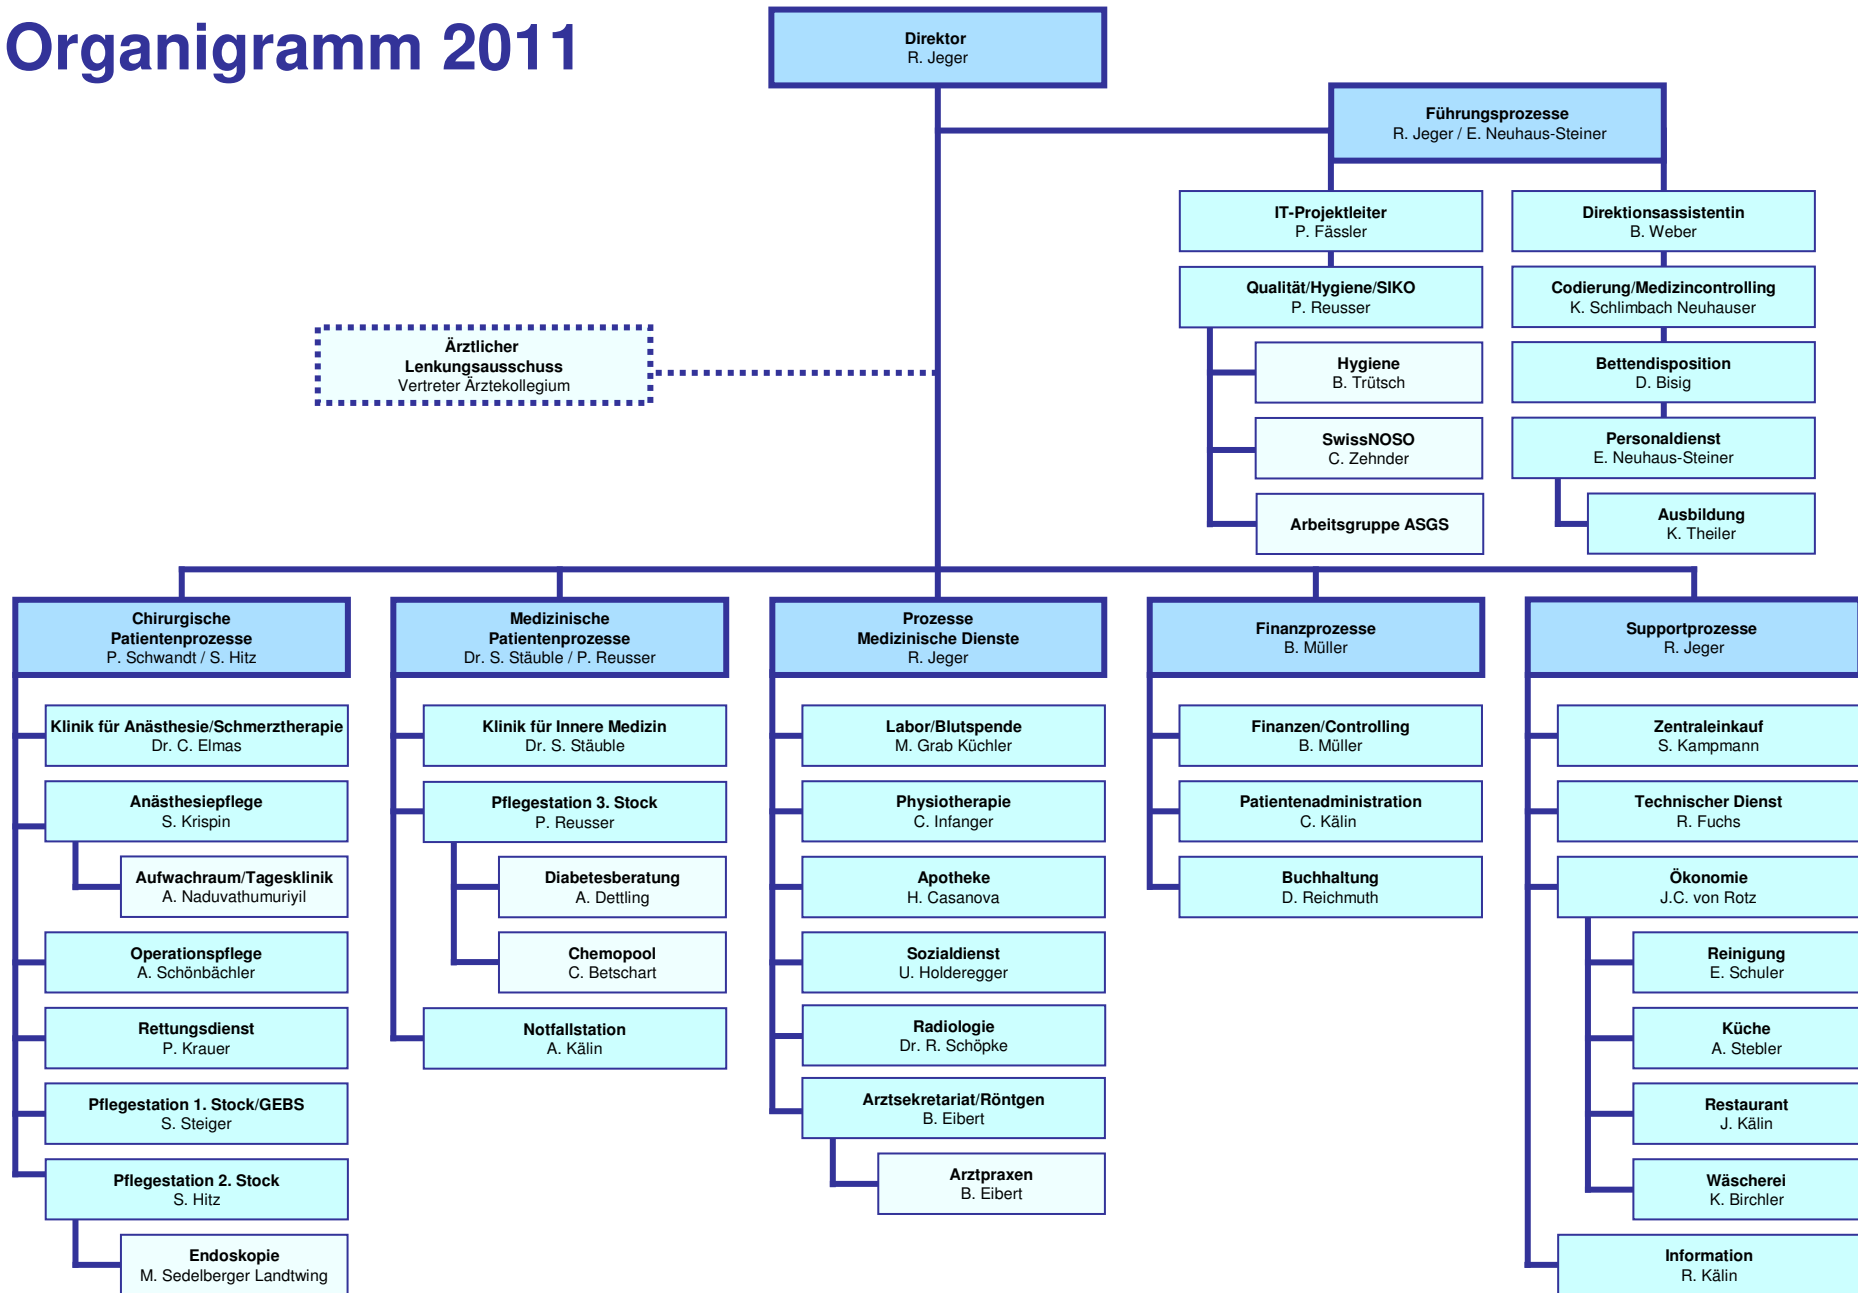 Organigramm 2011
Direktor
R. Jeger
Führungsprozesse
R. Jeger / E. Neuhaus-Steiner
IT-Projektleiter
P. Fässler
Qualität/Hygiene/SIKO
P. Reusser
Hygiene
B. Trütsch
SwissNOSO
C. Zehnder
Arbeitsgruppe ASGS
Direktionsassistentin
B. Weber
Codierung/Medizincontrolling
K. Schlimbach Neuhauser
Bettendisposition
D. Bisig
Personaldienst
E. Neuhaus-Steiner
Ausbildung
K. Theiler
Ärztlicher
Lenkungsausschuss
Vertreter Ärztekollegium
Chirurgische
Patientenprozesse
P. Schwandt / S. Hitz
Klinik für Anästhesie/Schmerztherapie
Dr. C. Elmas
Anästhesiepflege
S. Krispin
Aufwachraum/Tagesklinik
A. Naduvathumuriyil
Operationspflege
A. Schönbächler
Rettungsdienst
P. Krauer
Pflegestation 1. Stock/GEBS
S. Steiger
Pflegestation 2. Stock
S. Hitz
Endoskopie
M. Sedelberger Landtwing
Medizinische
Patientenprozesse
Dr. S. Stäuble / P. Reusser
Klinik für Innere Medizin
Dr. S. Stäuble
Pflegestation 3. Stock
P. Reusser
Diabetesberatung
A. Dettling
Chemopool
C. Betschart
Notfallstation
A. Kälin
Prozesse
Medizinische Dienste
R. Jeger
Labor/Blutspende
M. Grab Küchler
Physiotherapie
C. Infanger
Apotheke
H. Casanova
Sozialdienst
U. Holderegger
Radiologie
Dr. R. Schöpke
Arztsekretariat/Röntgen
B. Eibert
Arztpraxen
B. Eibert
Finanzprozesse
B. Müller
Finanzen/Controlling
B. Müller
Patientenadministration
C. Kälin
Buchhaltung
D. Reichmuth
Supportprozesse
R. Jeger
Zentraleinkauf
S. Kampmann
Technischer Dienst
R. Fuchs
Ökonomie
J.C. von Rotz
Reinigung
E. Schuler
Küche
A. Stebler
Restaurant
J. Kälin
Wäscherei
K. Birchler
Information
R. Kälin